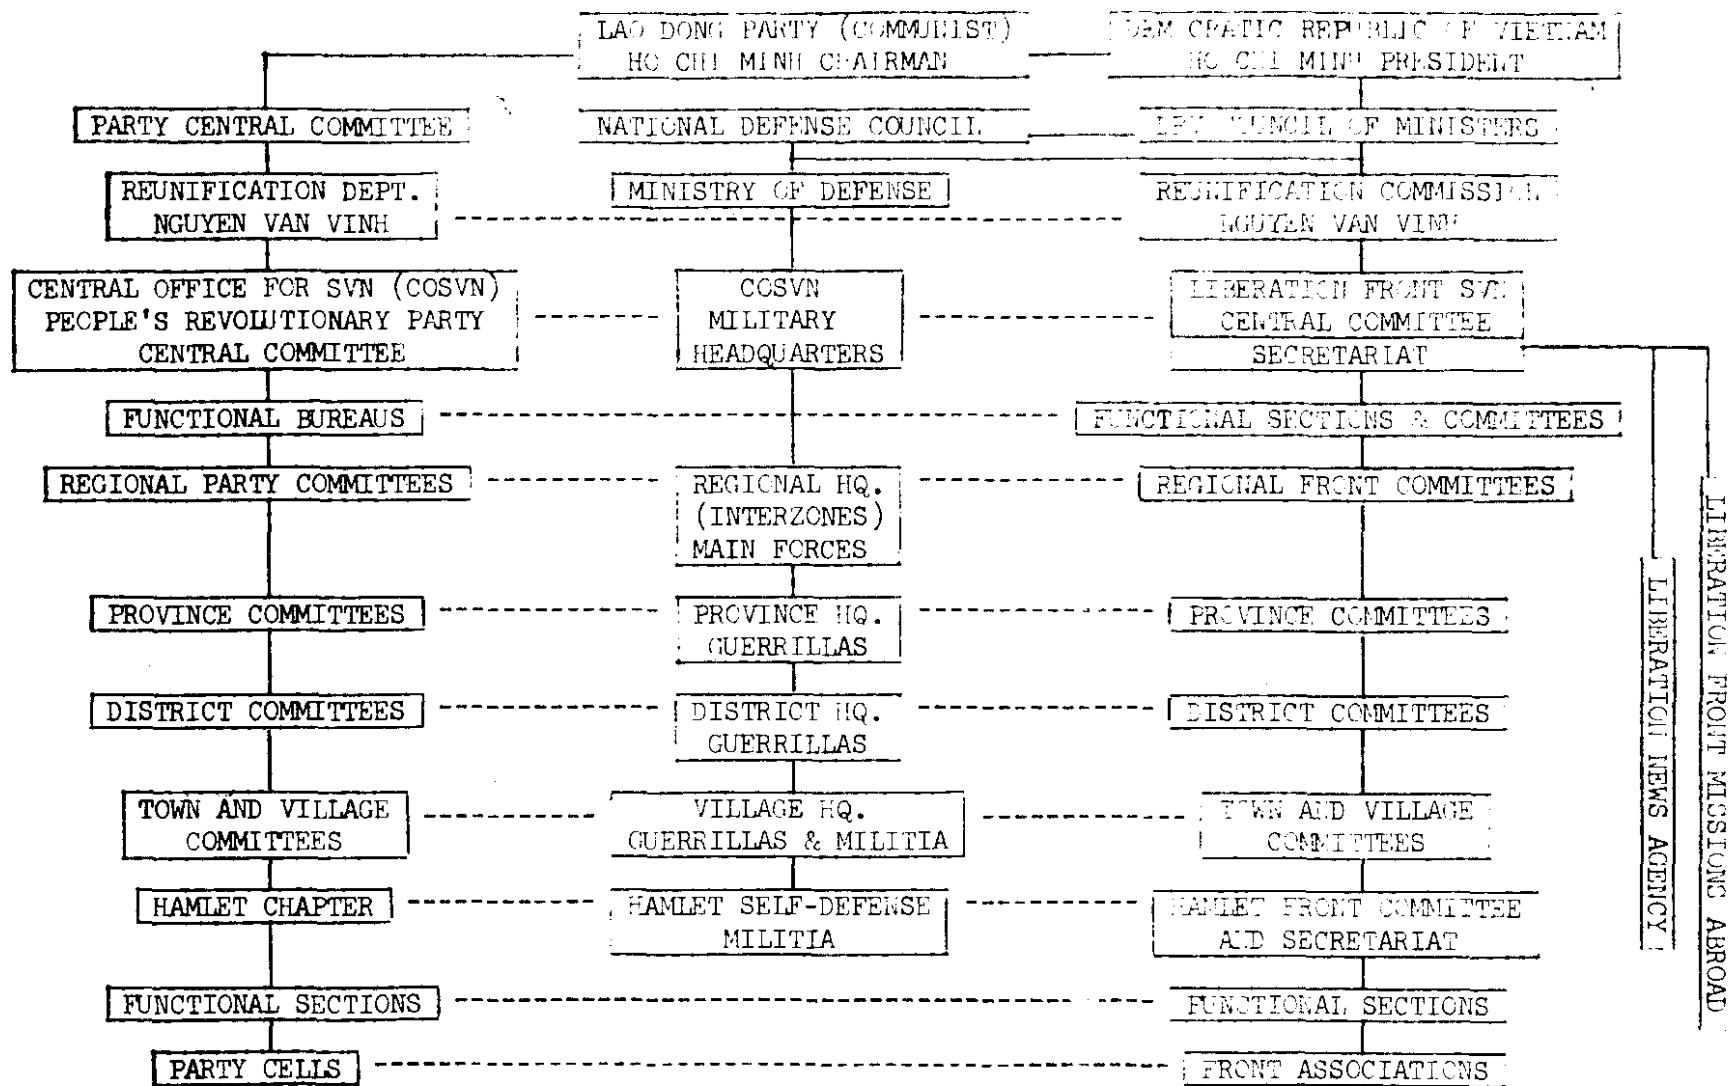 LAO DONG PARTY (COMMUNIST)
HO CHI MINH CHAIRMAN
DEM CRATIC REPUBLIC OF VIETNAM
HO CHI MINH PRESIDENT
PARTY CENTRAL COMMITTEE
NATIONAL DEFENSE COUNCIL
DRV COUNCIL OF MINISTERS
REUNIFICATION DEPT.
NGUYEN VAN VINH
MINISTRY OF DEFENSE
REUNIFICATION COMMISSION
NGUYEN VAN VINH
CENTRAL OFFICE FOR SVN (COSVN)
PEOPLE'S REVOLUTIONARY PARTY
CENTRAL COMMITTEE
COSVN
MILITARY
HEADQUARTERS
LIBERATION FRONT SVN
CENTRAL COMMITTEE
SECRETARIAT
FUNCTIONAL BUREAUS
FUNCTIONAL SECTIONS & COMMITTEES
REGIONAL PARTY COMMITTEES
REGIONAL HQ.
(INTERZONES)
MAIN FORCES
REGIONAL FRONT COMMITTEES
PROVINCE COMMITTEES
PROVINCE HQ.
GUERRILLAS
PROVINCE COMMITTEES
DISTRICT COMMITTEES
DISTRICT HQ.
GUERRILLAS
DISTRICT COMMITTEES
TOWN AND VILLAGE
COMMITTEES
VILLAGE HQ.
GUERRILLAS & MILITIA
TOWN AND VILLAGE
COMMITTEES
HAMLET CHAPTER
HAMLET SELF-DEFENSE
MILITIA
HAMLET FRONT COMMITTEE
AND SECRETARIAT
FUNCTIONAL SECTIONS
FUNCTIONAL SECTIONS
PARTY CELLS
FRONT ASSOCIATIONS
LIBERATION NEWS AGENCY
LIBERATION FRONT MISSIONS ABROAD